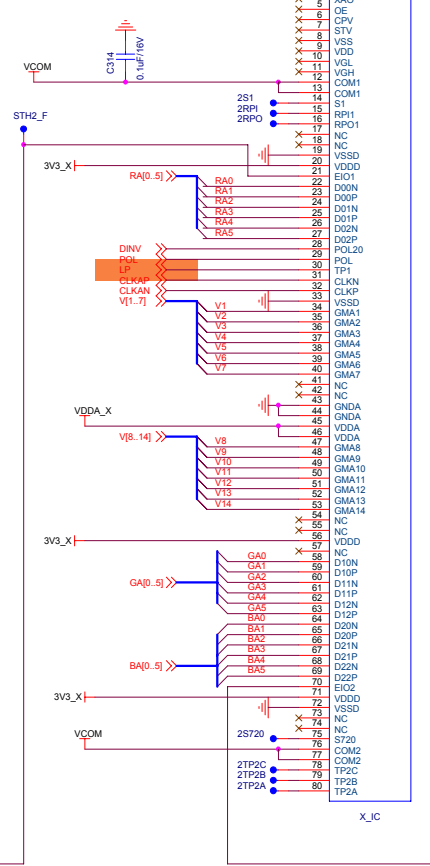 XAO
5 OE
6 CPV
7 STV
8 VSS
9 VDD
10 VGL
11 VGH
C314
0.1uF/16V
VCOM
12 COM1
13 COM1
2S1 14 S1
2RPI 15 RPI1
2RPO 16 RPO1
STH2_F
17 NC
18 NC
19 VSSD
3V3_X 20 VDDD
21 EIO1
RA[0..5]
RA0 22 D00N
RA1 23 D00P
RA2 24 D01N
RA3 25 D01P
RA4 26 D02N
RA5 27 D02P
DINV 28 POL20
POL 29 POL
LP 30 TP1
CLKAP 31 CLKN
CLKAN 32 CLKP
V[1..7] 33 VSSD
V1 34 GMA1
V2 35 GMA2
V3 36 GMA3
V4 37 GMA4
V5 38 GMA5
V6 39 GMA6
V7 40 GMA7
41 NC
42 NC
43 GNDA
44 GNDA
VDDA_X
45 VDDA
46 VDDA
V[8..14]
V8 47 GMA8
V9 48 GMA9
V10 49 GMA10
V11 50 GMA11
V12 51 GMA12
V13 52 GMA13
V14 53 GMA14
54 NC
55 NC
3V3_X 56 VDDD
57 NC
GA0 58 D10N
GA1 59 D10P
GA[0..5] GA2 60 D11N
GA3 61 D11P
GA4 62 D12N
GA5 63 D12P
BA0 64 D20N
BA1 65 D20P
BA2 66 D21N
BA3 67 D21P
BA[0..5] BA4 68 D22N
BA5 69 D22P
70 EIO2
3V3_X 71 VDDD
72 VSSD
73 NC
74 NC
VCOM
2S720 75 S720
76 COM2
77 COM2
2TP2C 78 TP2C
2TP2B 79 TP2B
2TP2A 80 TP2A
X_IC